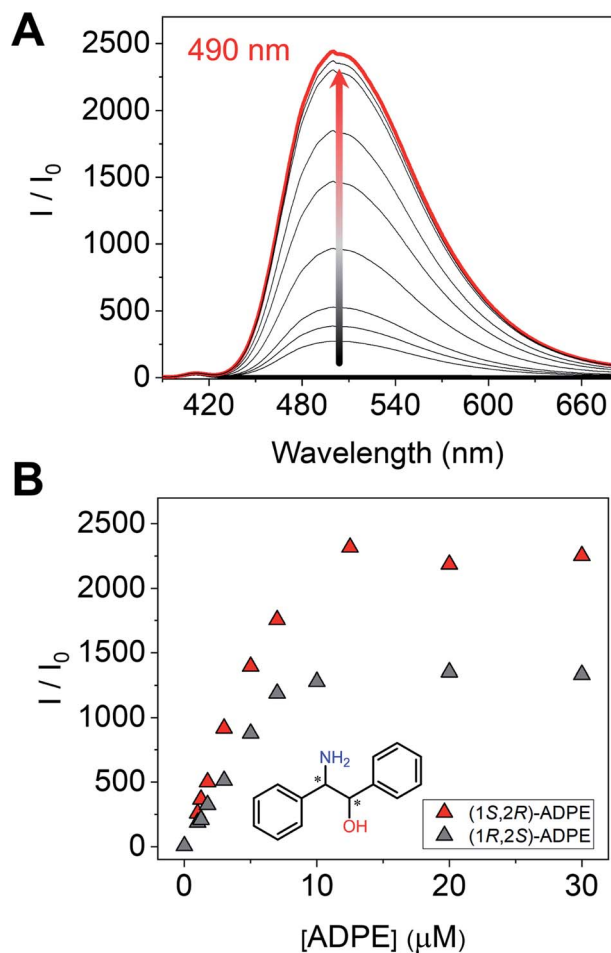 A
490 nm
2500
2000
1500
1000
500
0
I / I₀
420 480 540 600 660
Wavelength (nm)
B
2500
2000
1500
1000
500
0
I / I₀
NH₂
*
*
OH
(1S,2R)-ADPE
(1R,2S)-ADPE
0 10 20 30
[ADPE] (μM)